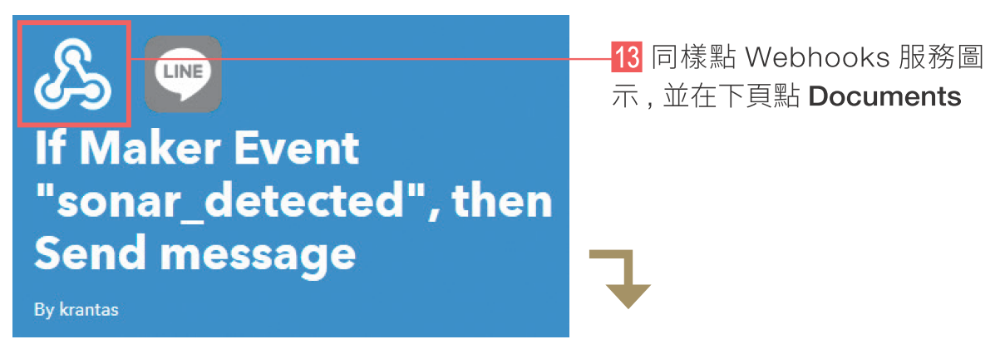 LINE
If Maker Event
"sonar_detected", then
Send message
By krantas
13 同樣點 Webhooks 服務圖
示 , 並在下頁點 Documents